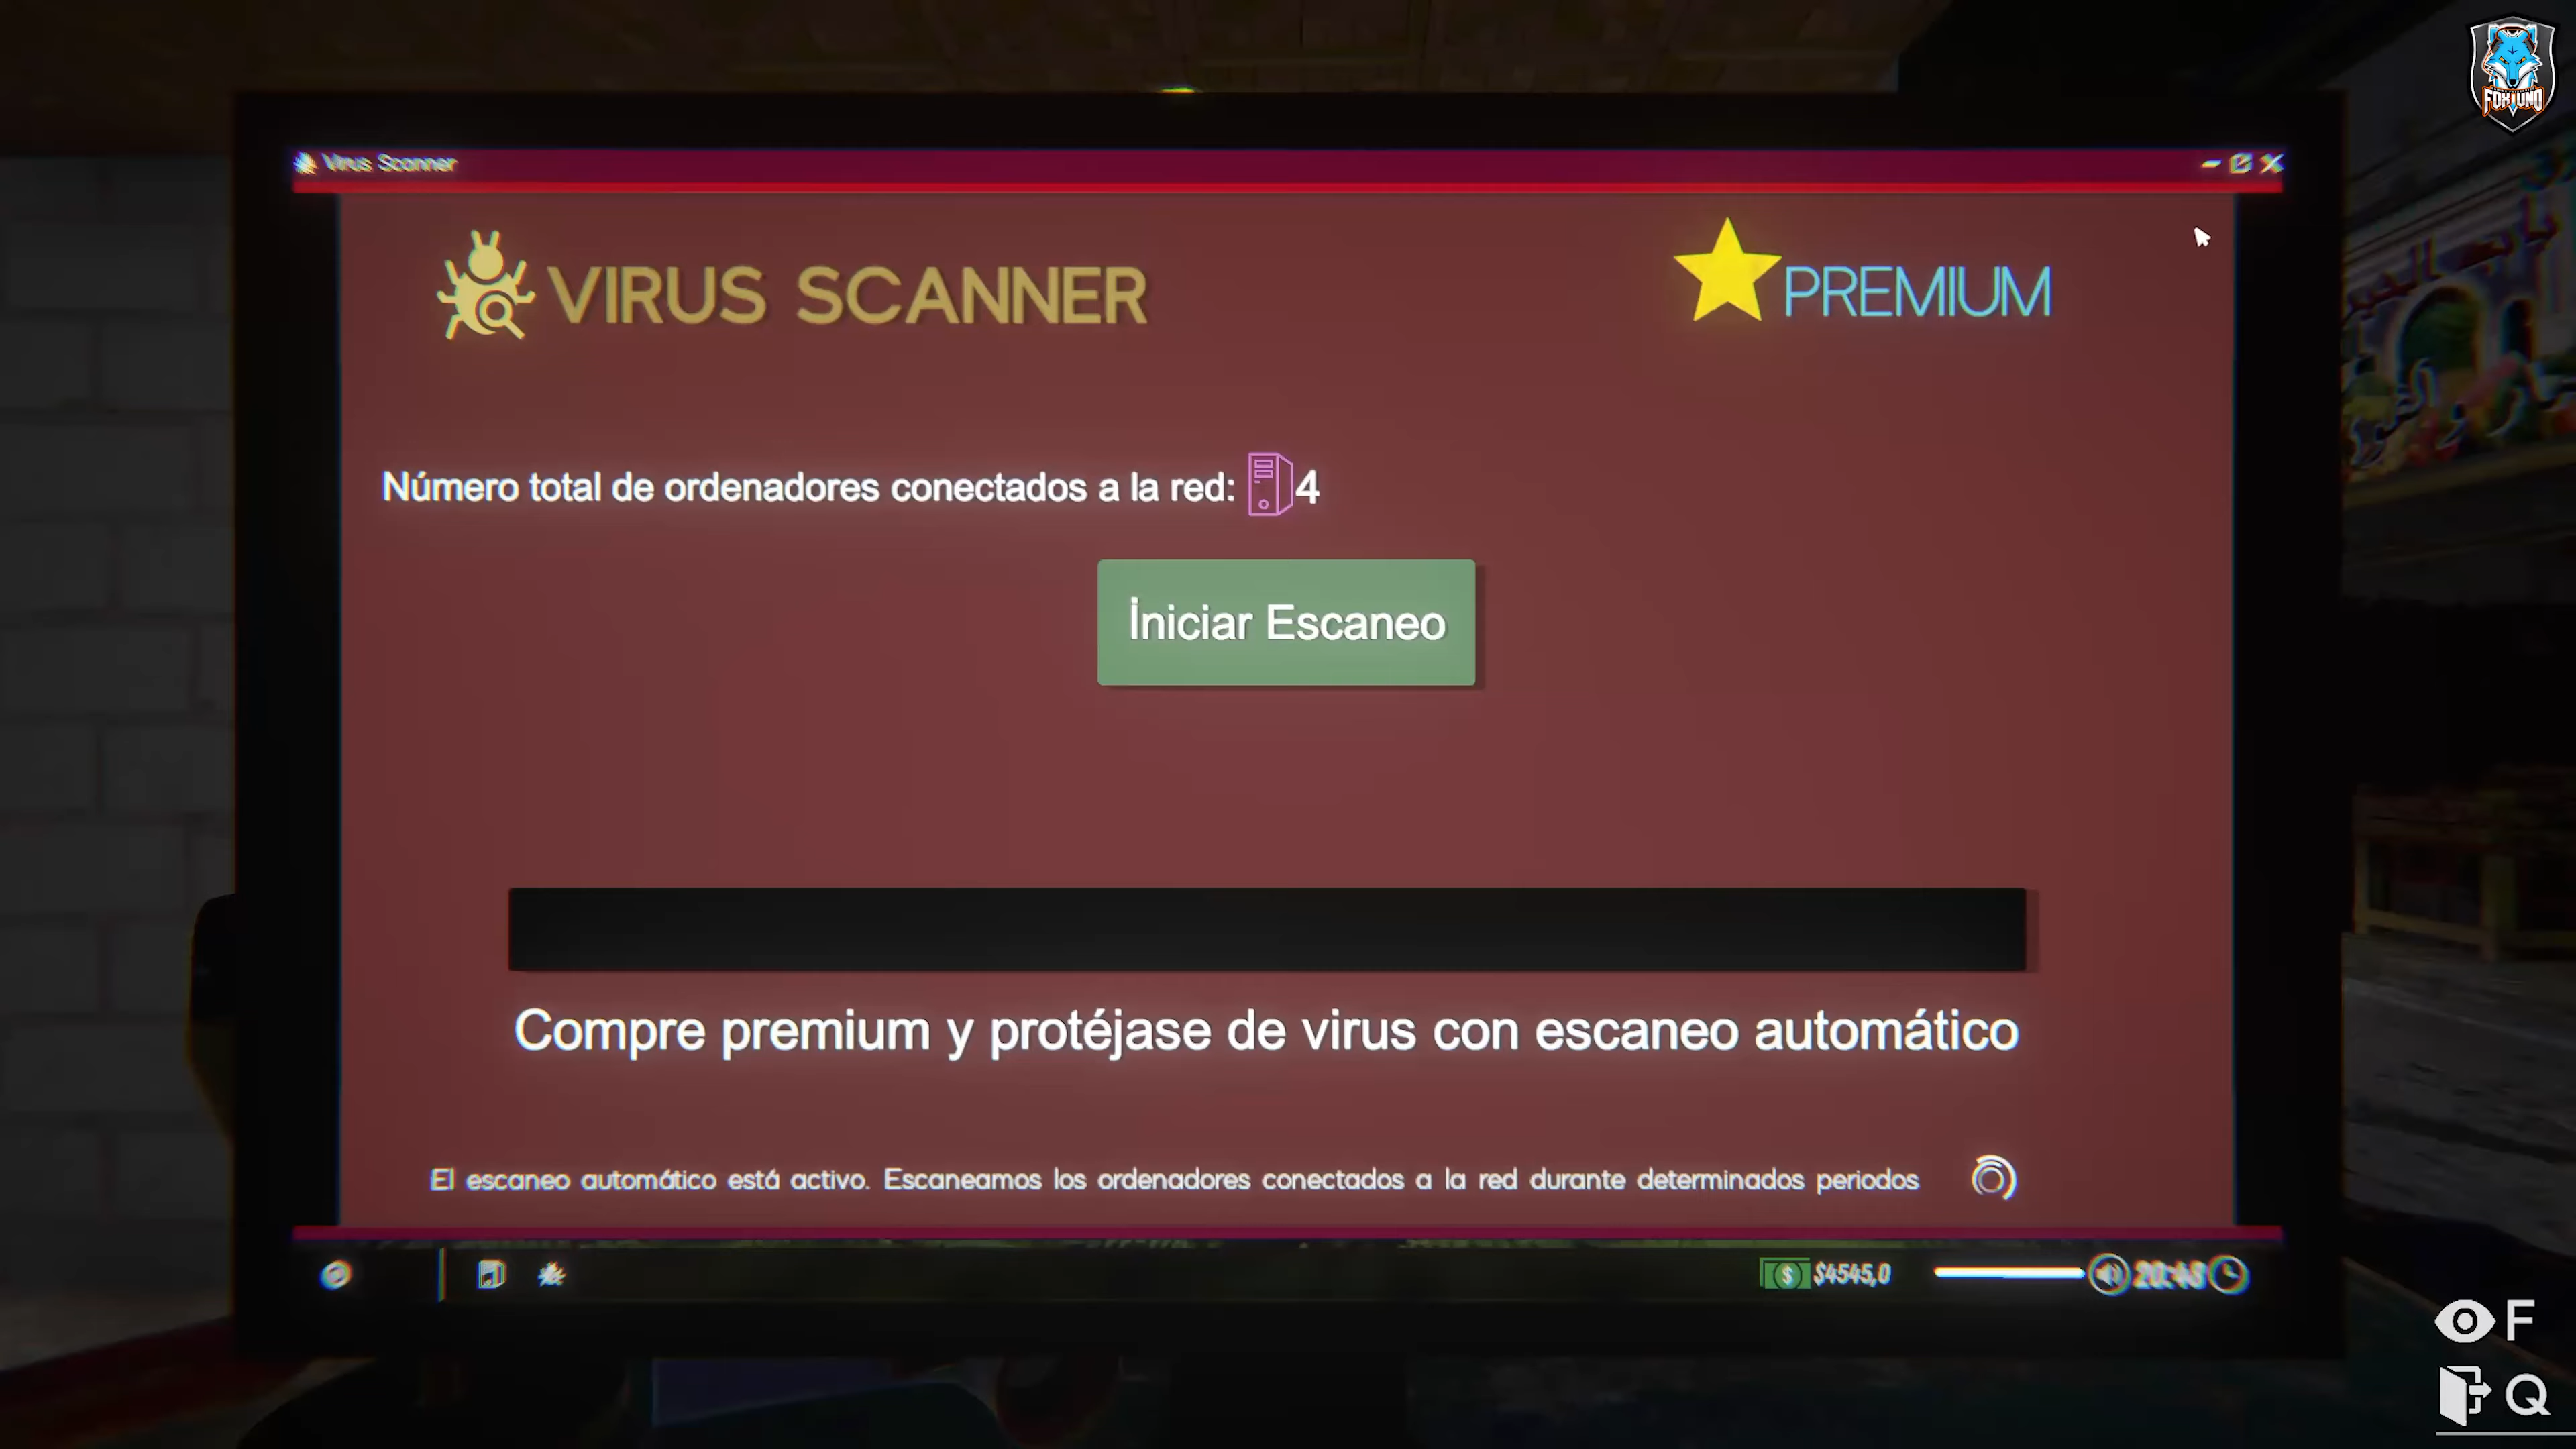 FOXTUNO
Virus Scanner
VIRUS SCANNER
PREMIUM
Número total de ordenadores conectados a la red: 4
İniciar Escaneo
Compre premium y protéjase de virus con escaneo automático
El escaneo automático está activo. Escaneamos los ordenadores conectados a la red durante determinados periodos
$4545,0
F
Q